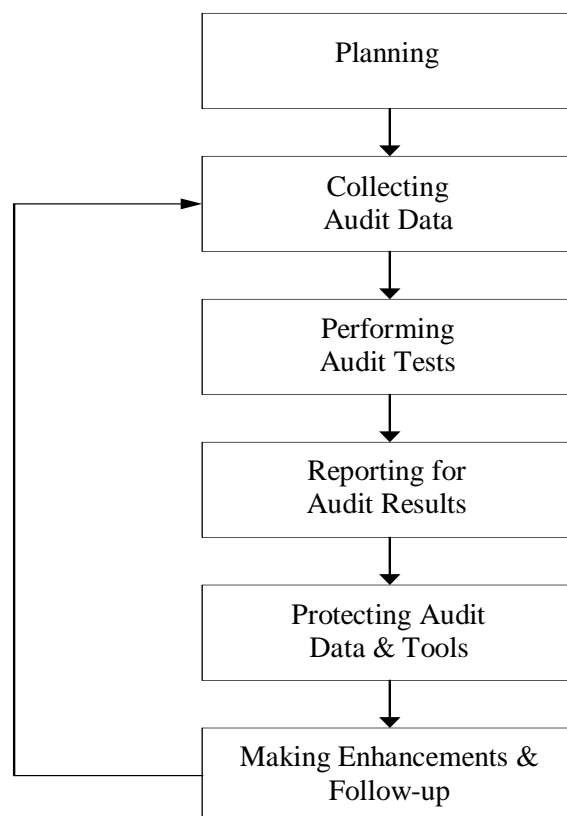 Planning
Collecting
Audit Data
Performing
Audit Tests
Reporting for
Audit Results
Protecting Audit
Data & Tools
Making Enhancements &
Follow-up